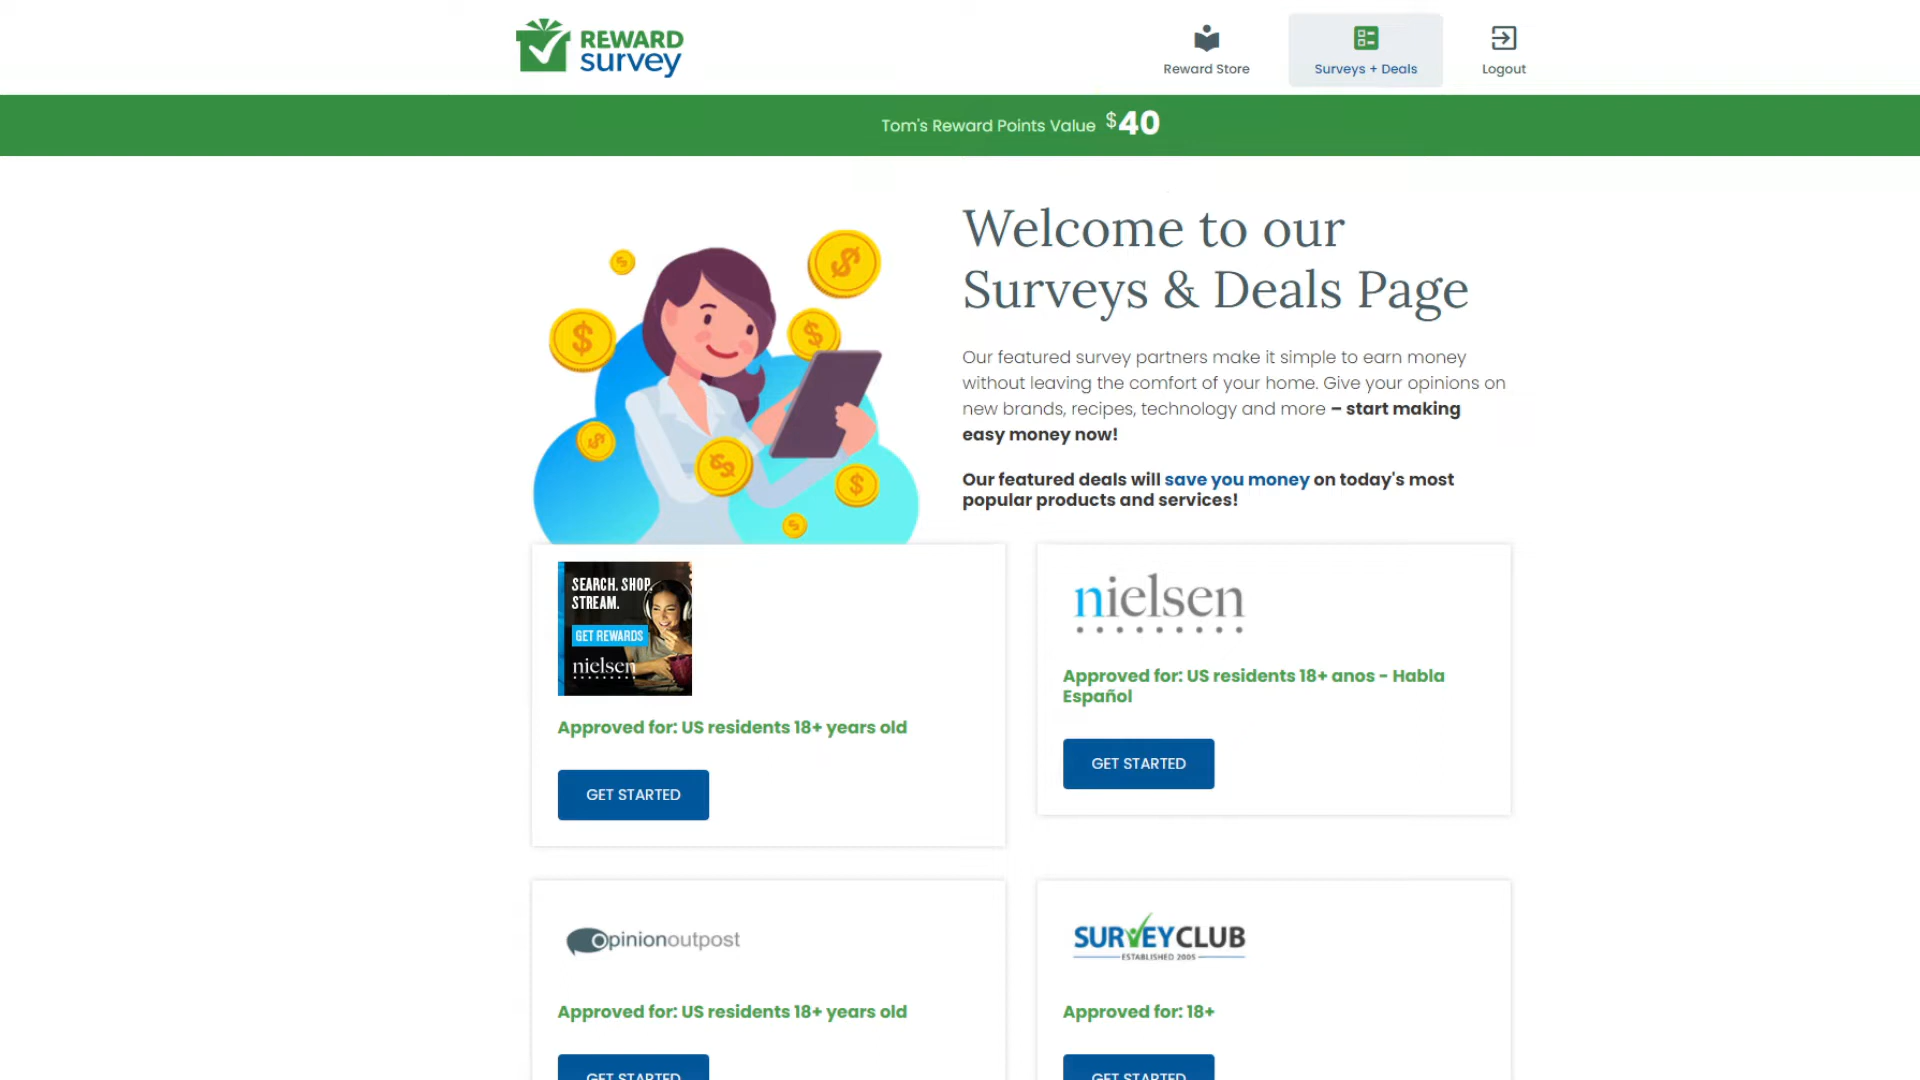 REWARD
survey
Reward Store
Surveys + Deals
Logout
Tom's Reward Points Value $40
Welcome to our
Surveys & Deals Page
Our featured survey partners make it simple to earn money
without leaving the comfort of your home. Give your opinions on
new brands, recipes, technology and more – start making
easy money now!
Our featured deals will save you money on today's most
popular products and services!
SEARCH. SHOP.
STREAM.
GET REWARDS
nielsen
Approved for: US residents 18+ years old
GET STARTED
nielsen
Approved for: US residents 18+ anos - Habla
Español
GET STARTED
Opinionoutpost
Approved for: US residents 18+ years old
GET STARTED
SURVEYCLUB
ESTABLISHED 2005
Approved for: 18+
GET STARTED